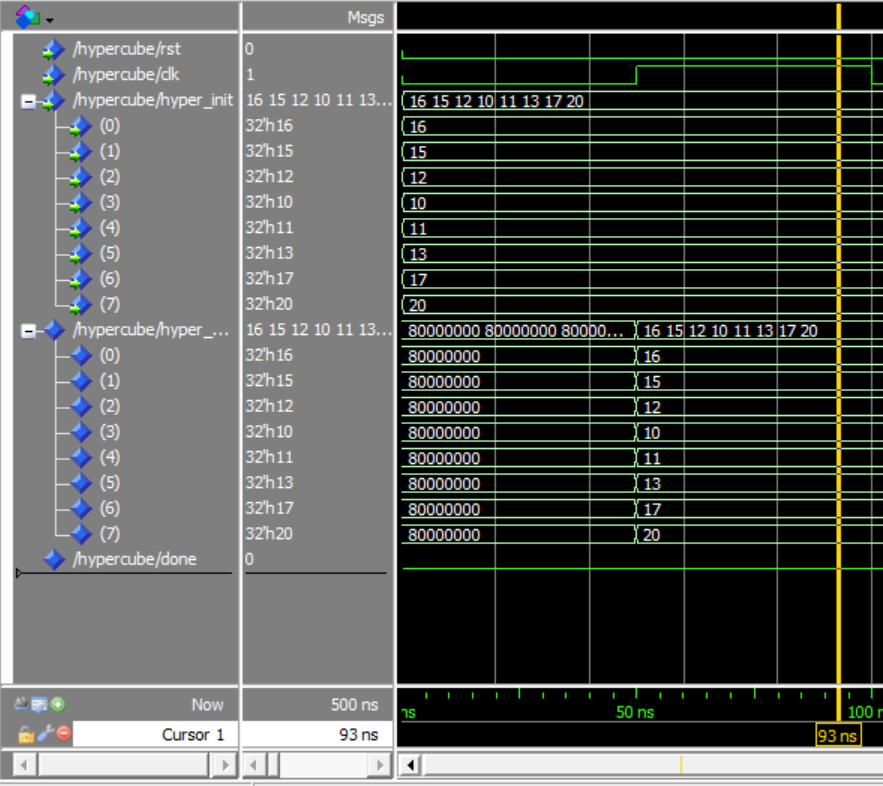 Msgs
/hypercube/rst 0
/hypercube/clk 1
/hypercube/hyper_init 16 15 12 10 11 13... 16 15 12 10 11 13 17 20
(0) 32'h16 16
(1) 32'h15 15
(2) 32'h12 12
(3) 32'h10 10
(4) 32'h11 11
(5) 32'h13 13
(6) 32'h17 17
(7) 32'h20 20
/hypercube/hyper_... 16 15 12 10 11 13... 80000000 80000000 80000... 16 15 12 10 11 13 17 20
(0) 32'h16 80000000 16
(1) 32'h15 80000000 15
(2) 32'h12 80000000 12
(3) 32'h10 80000000 10
(4) 32'h11 80000000 11
(5) 32'h13 80000000 13
(6) 32'h17 80000000 17
(7) 32'h20 80000000 20
/hypercube/done 0
Now 500 ns ns 50 ns 100 n
Cursor 1 93 ns 93 ns